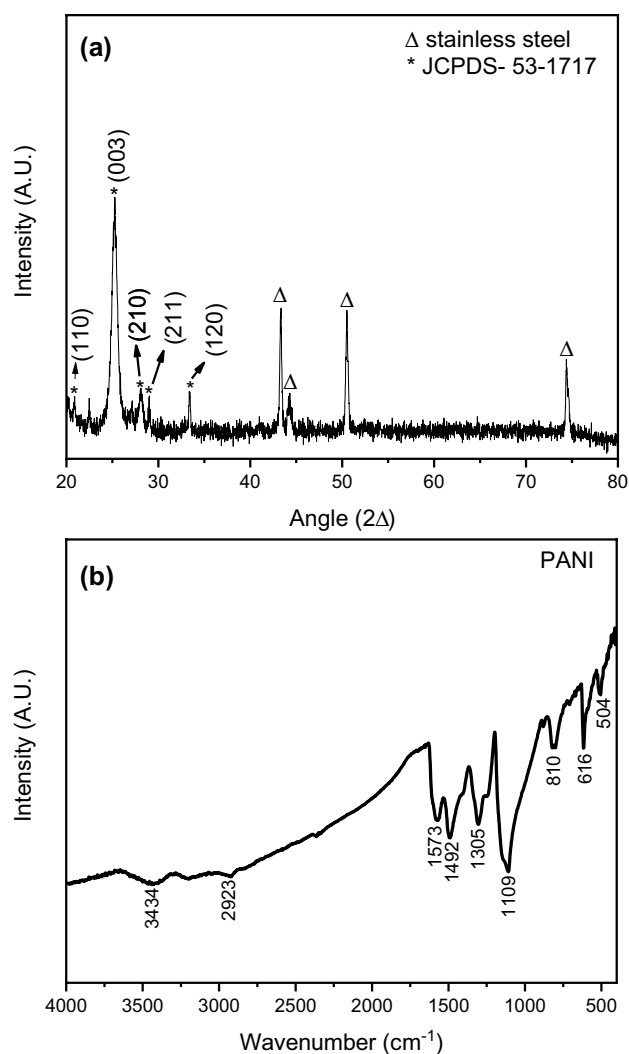 (a)
Δ stainless steel
* JCPDS- 53-1717
Intensity (A.U.)
* (110)
* (003)
* (210)
* (211)
* (120)
Δ
Δ
Δ
Δ
20 30 40 50 60 70 80
Angle (2Δ)
(b)
PANI
Intensity (A.U.)
3434
2923
1573
1492
1305
1109
810
616
504
4000 3500 3000 2500 2000 1500 1000 500
Wavenumber (cm⁻¹)